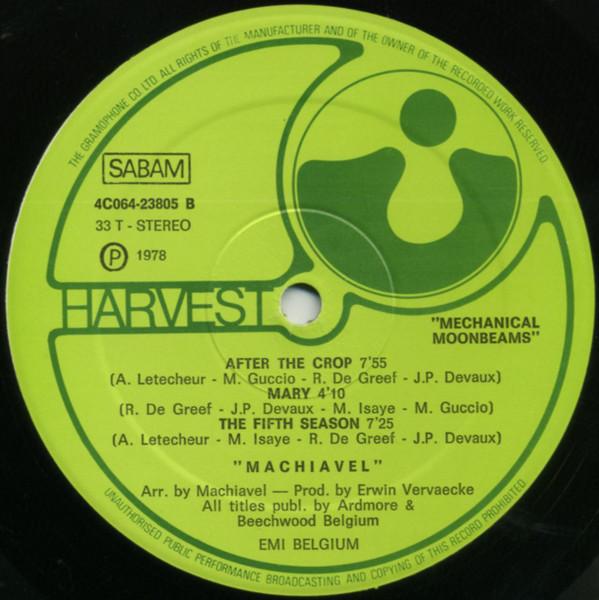 THE GRAMOPHONE CO LTD. ALL RIGHTS OF THE MANUFACTURER AND OF THE OWNER OF THE RECORDED WORK RESERVED
SABAM
4C064-23805 B
33 T - STEREO
Ⓟ 1978
HARVEST
"MECHANICAL
MOONBEAMS"
AFTER THE CROP 7'55
(A. Letecheur - M. Guccio - R. De Greef - J.P. Devaux)
MARY 4'10
(R. De Greef - J.P. Devaux - M. Isaye - M. Guccio)
THE FIFTH SEASON 7'25
(A. Letecheur - M. Isaye - R. De Greef - J.P. Devaux)
"MACHIAVEL"
Arr. by Machiavel — Prod. by Erwin Vervaecke
All titles publ. by Ardmore &
Beechwood Belgium
EMI BELGIUM
UNAUTHORISED PUBLIC PERFORMANCE BROADCASTING AND COPYING OF THIS RECORD PROHIBITED